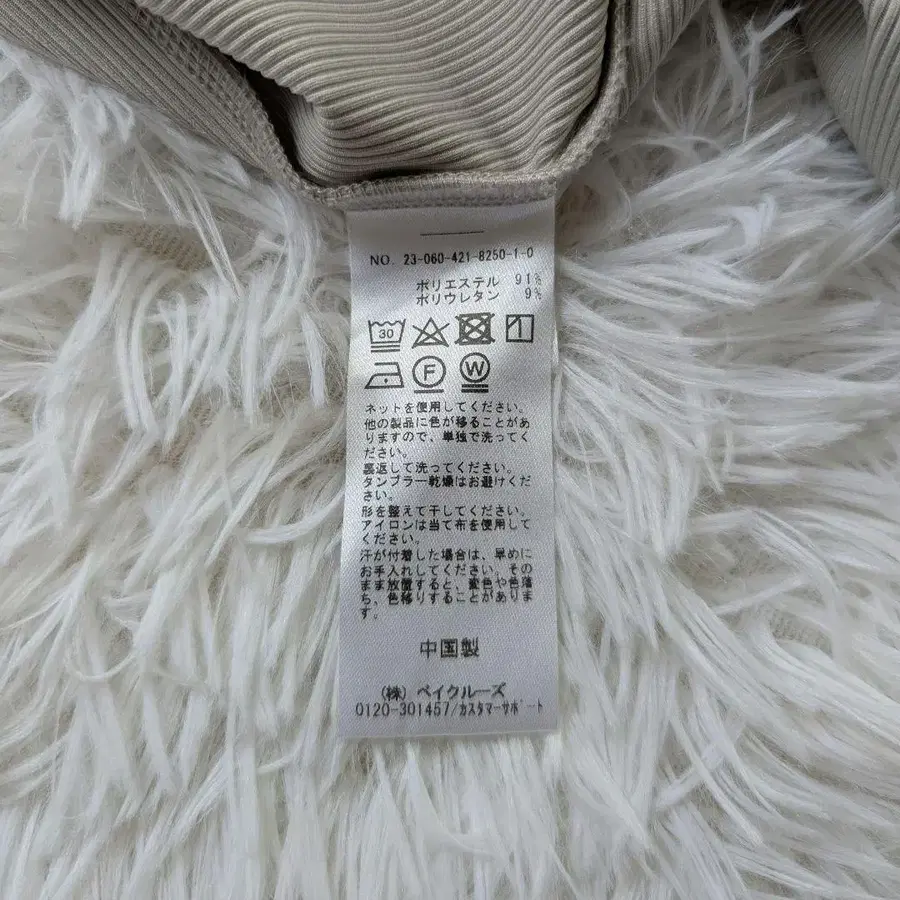 NO. 23-060-421-8250-1-0
ポリエステル 91%
ポリウレタン 9%
30
F W
ネットを使用してください。
他の製品に色が移ることがあ
りますので、単独で洗ってく
ださい。
裏返して洗ってください。
タンブラー乾燥はお避けくだ
さい。
形を整えて干してください。
アイロンは当て布を使用して
ください。
汗が付着した場合は、早めに
お手入れしてください。その
まま放置すると、変色や色落
ち、色移りすることがありま
す。
中国製
(株) ベイクルーズ
0120-301457/カスタマーサポート